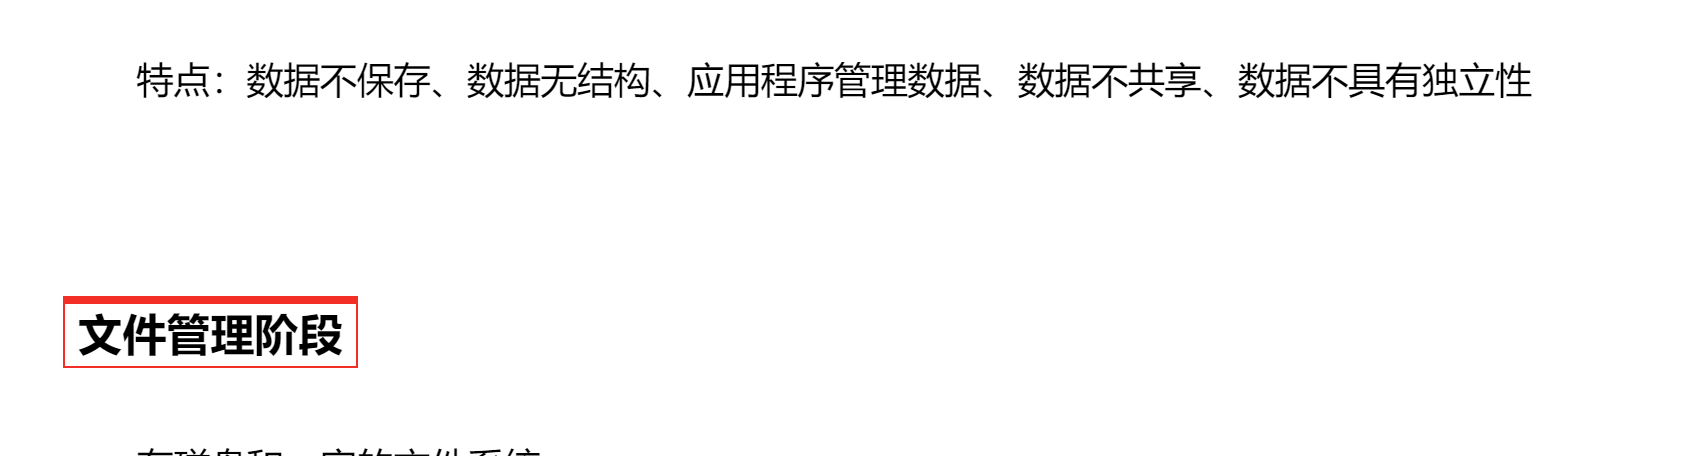 特点：数据不保存、数据无结构、应用程序管理数据、数据不共享、数据不具有独立性
文件管理阶段